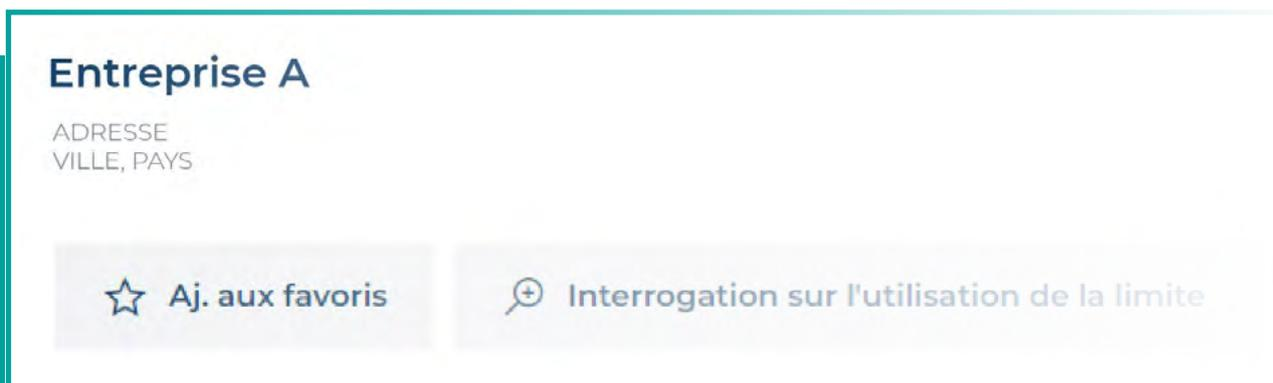 Entreprise A
ADRESSE
VILLE, PAYS
Aj. aux favoris
Interrogation sur l'utilisation de la limite